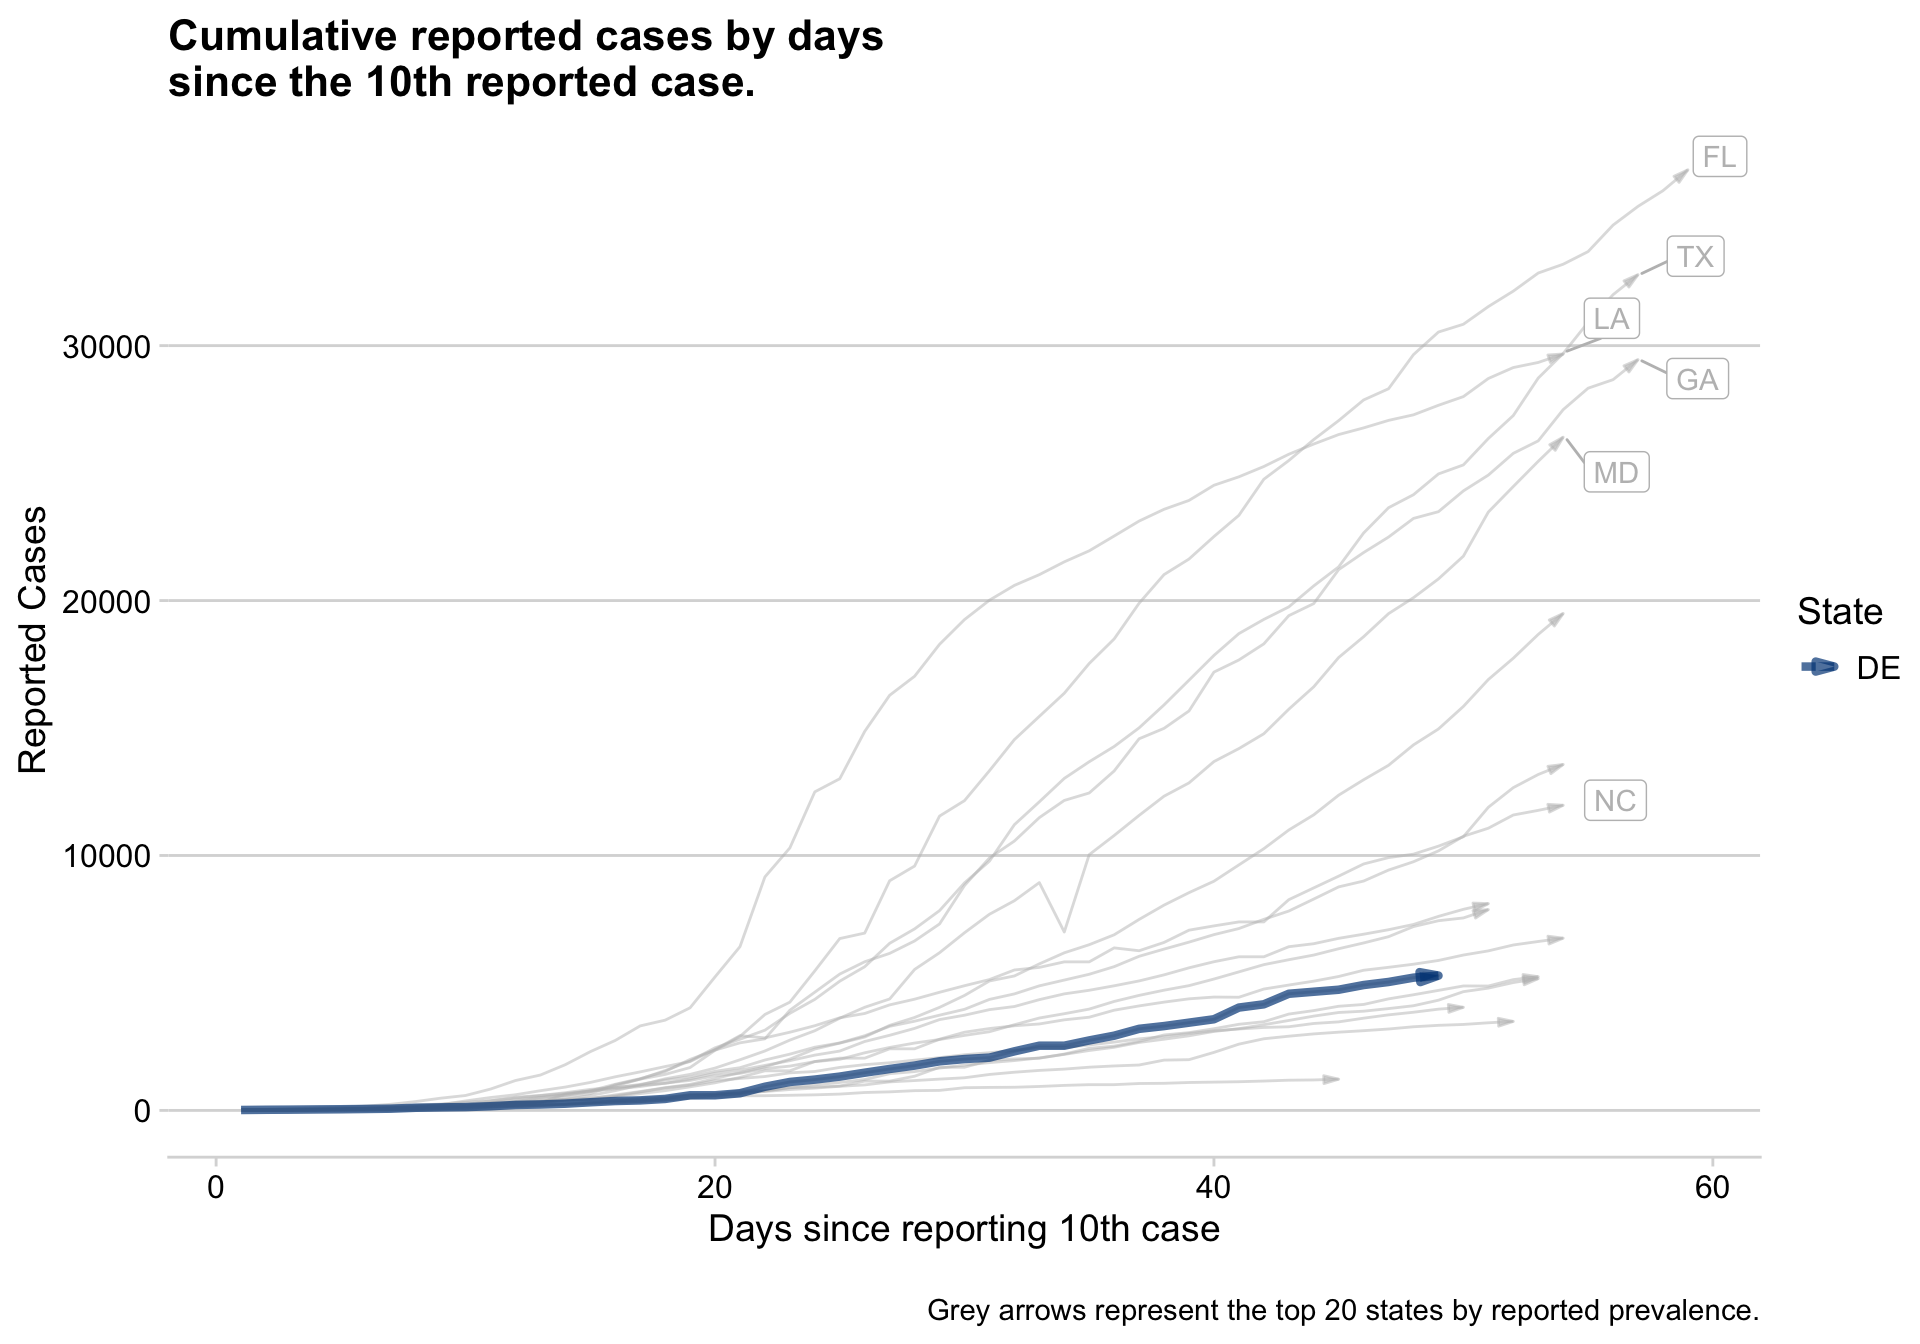 Cumulative reported cases by days
since the 10th reported case.
FL
TX
LA
30000
GA
MD
Reported Cases
20000
State
DE
NC
10000
0
0
20
40
60
Days since reporting 10th case
Grey arrows represent the top 20 states by reported prevalence.